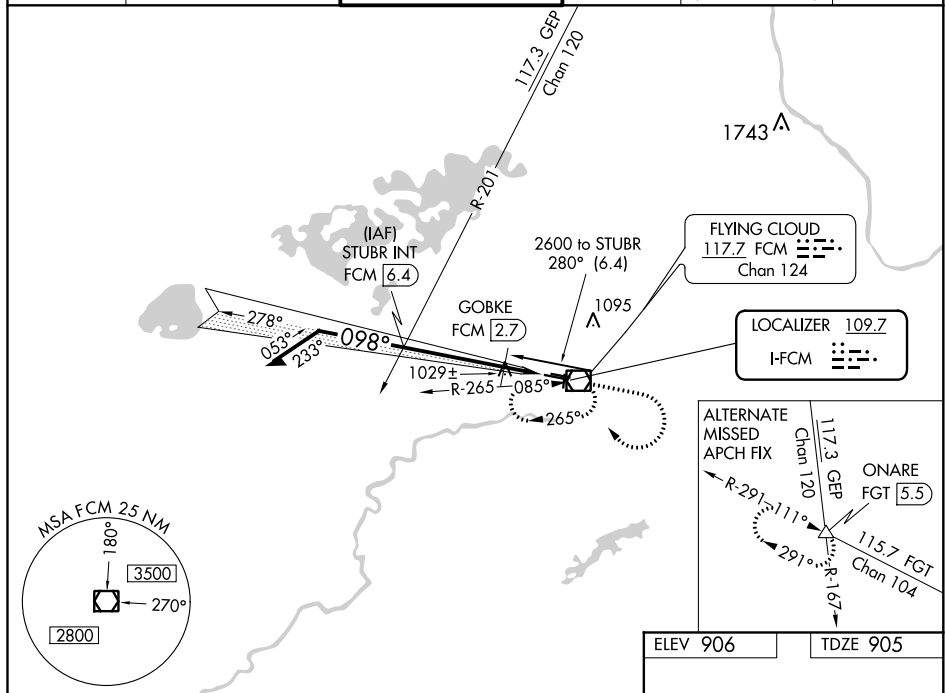 117.3 GEP
Chan 120
R-201
1743
(IAF)
STUBR INT
FCM 6.4
2600 to STUBR
280° (6.4)
FLYING CLOUD
117.7 FCM
Chan 124
GOBKE
FCM 2.7
1095
LOCALIZER 109.7
I-FCM
278°
053°
233°
098°
1029±
R-265
085°
265°
ALTERNATE
MISSED
APCH FIX
117.3 GEP
Chan 120
ONARE
FGT 5.5
R-291
111°
291°
115.7 FGT
Chan 104
R-167
MSA FCM 25 NM
180°
3500
270°
2800
ELEV 906
TDZE 905